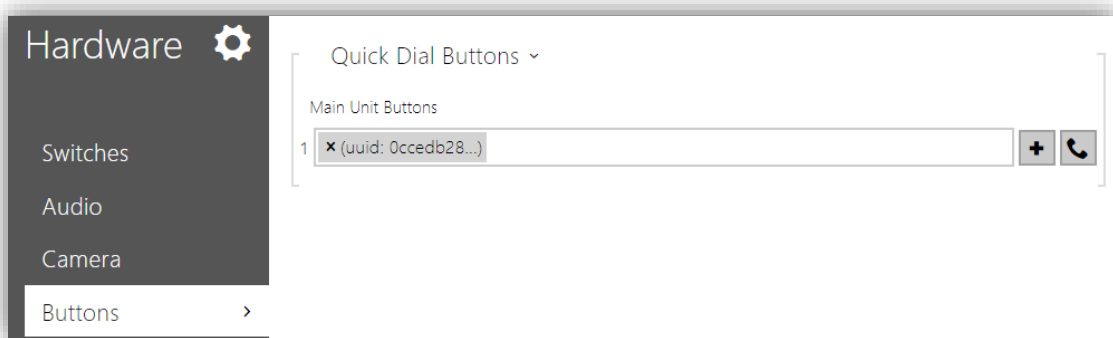 Hardware
Switches
Audio
Camera
Buttons
Quick Dial Buttons
Main Unit Buttons
1 × (uuid: 0ccedb28...)